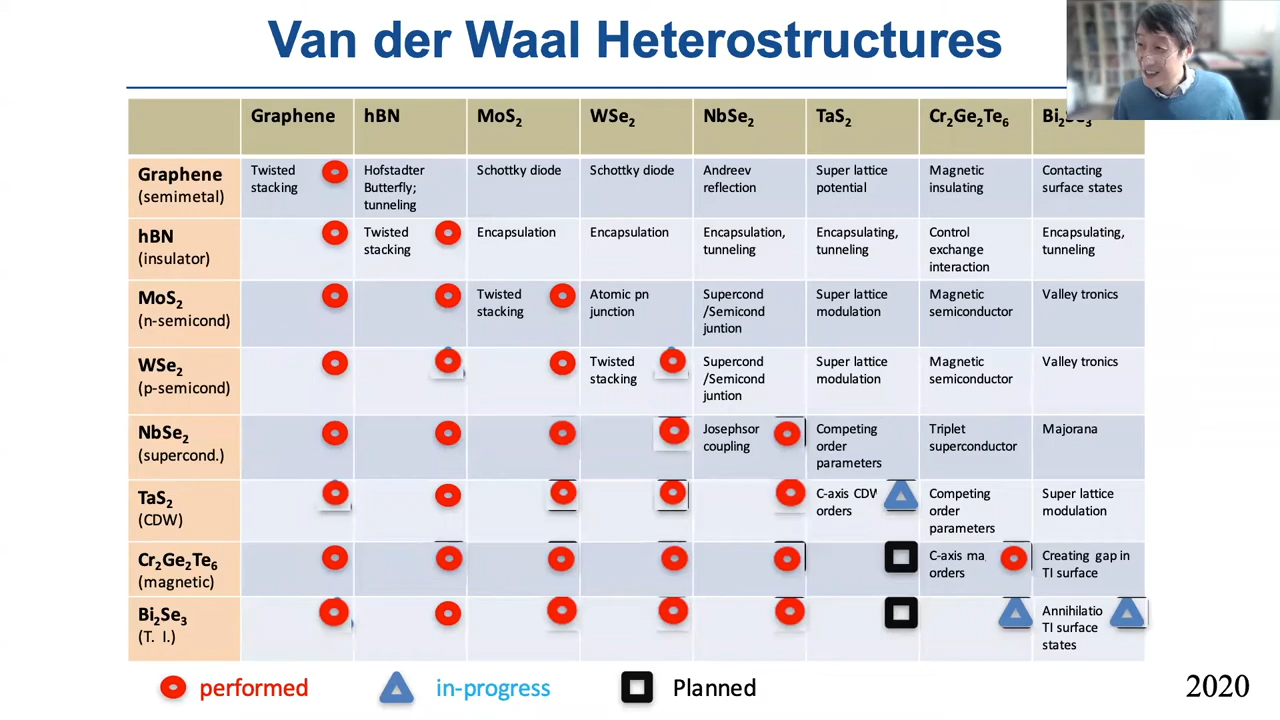 Van der Waal Heterostructures
Graphene hBN MoS2 WSe2 NbSe2 TaS2 Cr2Ge2Te6 Bi2Se3
Graphene
(semimetal)
Twisted
stacking
Hofstadter
Butterfly;
tunneling
Schottky diode
Schottky diode
Andreev
reflection
Super lattice
potential
Magnetic
insulating
Contacting
surface states
hBN
(insulator)
Twisted
stacking
Encapsulation
Encapsulation
Encapsulation,
tunneling
Encapsulating,
tunneling
Control
exchange
interaction
Encapsulating,
tunneling
MoS2
(n-semicond)
Twisted
stacking
Atomic pn
junction
Supercond
/Semicond
juntion
Super lattice
modulation
Magnetic
semiconductor
Valley tronics
WSe2
(p-semicond)
Twisted
stacking
Supercond
/Semicond
juntion
Super lattice
modulation
Magnetic
semiconductor
Valley tronics
NbSe2
(supercond.)
Josephsor
coupling
Competing
order
parameters
Triplet
superconductor
Majorana
TaS2
(CDW)
C-axis CDW
orders
Competing
order
parameters
Super lattice
modulation
Cr2Ge2Te6
(magnetic)
C-axis ma
orders
Creating gap in
TI surface
Bi2Se3
(T. I.)
Annihilatio
TI surface
states
performed in-progress Planned
2020